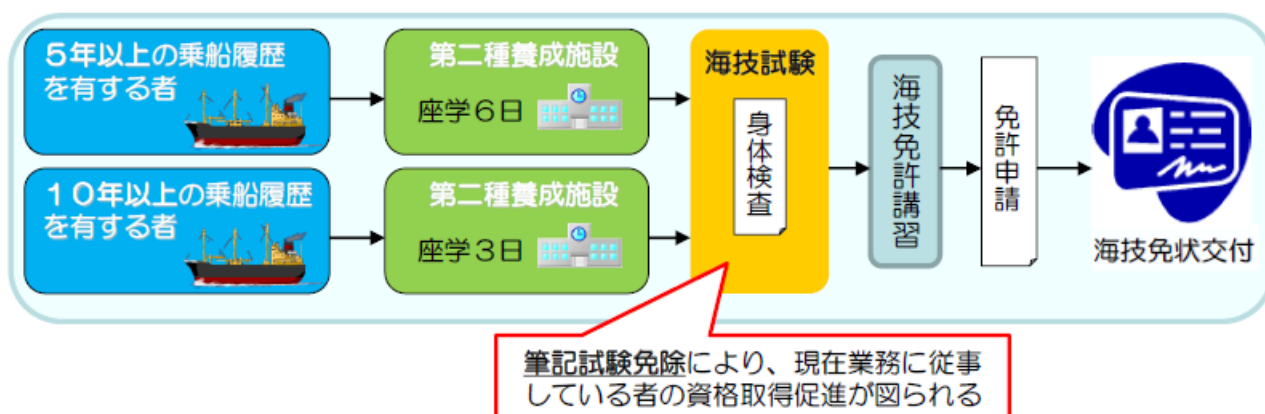 5年以上の乗船履歴
を有する者
第二種養成施設
座学6日
10年以上の乗船履歴
を有する者
第二種養成施設
座学3日
海技試験
身体検査
海技免許講習
免許申請
海技免状交付
筆記試験免除により、現在業務に従事
している者の資格取得促進が図られる